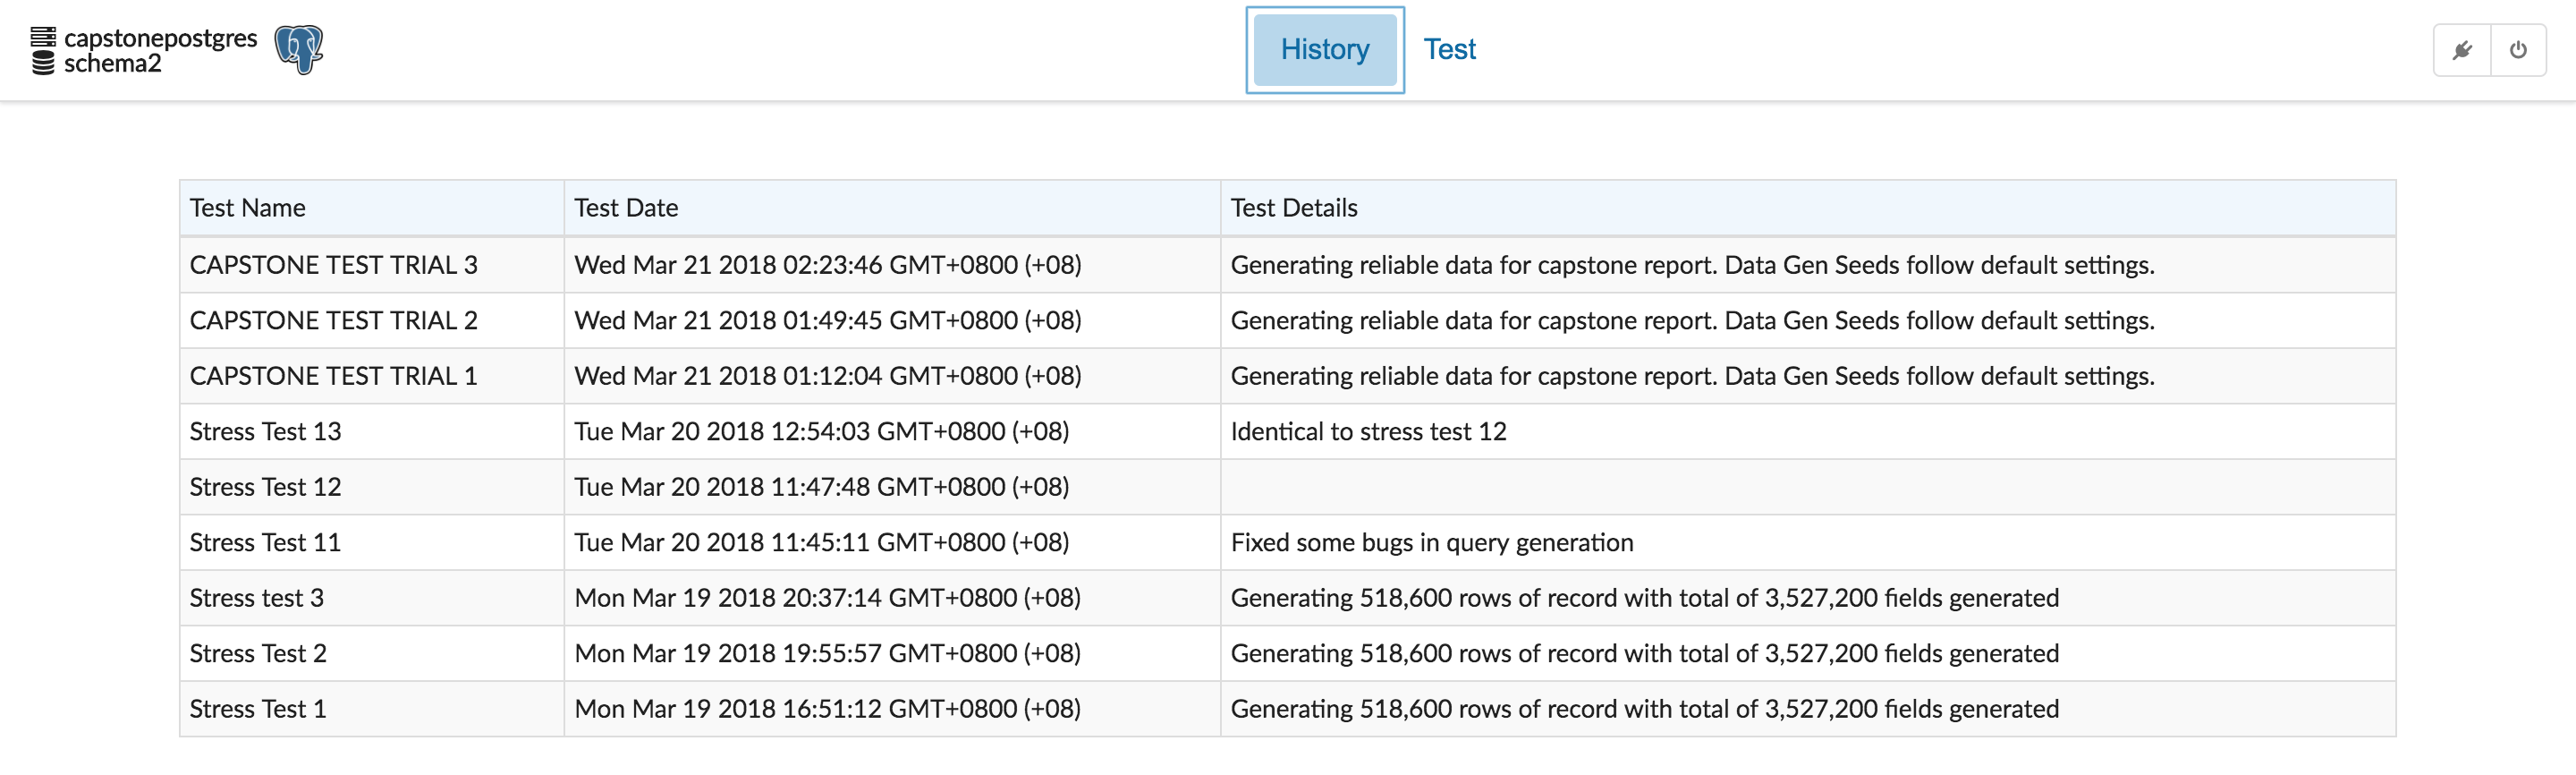 capstonepostgres
schema2
History Test
Test Name Test Date Test Details
CAPSTONE TEST TRIAL 3 Wed Mar 21 2018 02:23:46 GMT+0800 (+08) Generating reliable data for capstone report. Data Gen Seeds follow default settings.
CAPSTONE TEST TRIAL 2 Wed Mar 21 2018 01:49:45 GMT+0800 (+08) Generating reliable data for capstone report. Data Gen Seeds follow default settings.
CAPSTONE TEST TRIAL 1 Wed Mar 21 2018 01:12:04 GMT+0800 (+08) Generating reliable data for capstone report. Data Gen Seeds follow default settings.
Stress Test 13 Tue Mar 20 2018 12:54:03 GMT+0800 (+08) Identical to stress test 12
Stress Test 12 Tue Mar 20 2018 11:47:48 GMT+0800 (+08)
Stress Test 11 Tue Mar 20 2018 11:45:11 GMT+0800 (+08) Fixed some bugs in query generation
Stress test 3 Mon Mar 19 2018 20:37:14 GMT+0800 (+08) Generating 518,600 rows of record with total of 3,527,200 fields generated
Stress Test 2 Mon Mar 19 2018 19:55:57 GMT+0800 (+08) Generating 518,600 rows of record with total of 3,527,200 fields generated
Stress Test 1 Mon Mar 19 2018 16:51:12 GMT+0800 (+08) Generating 518,600 rows of record with total of 3,527,200 fields generated